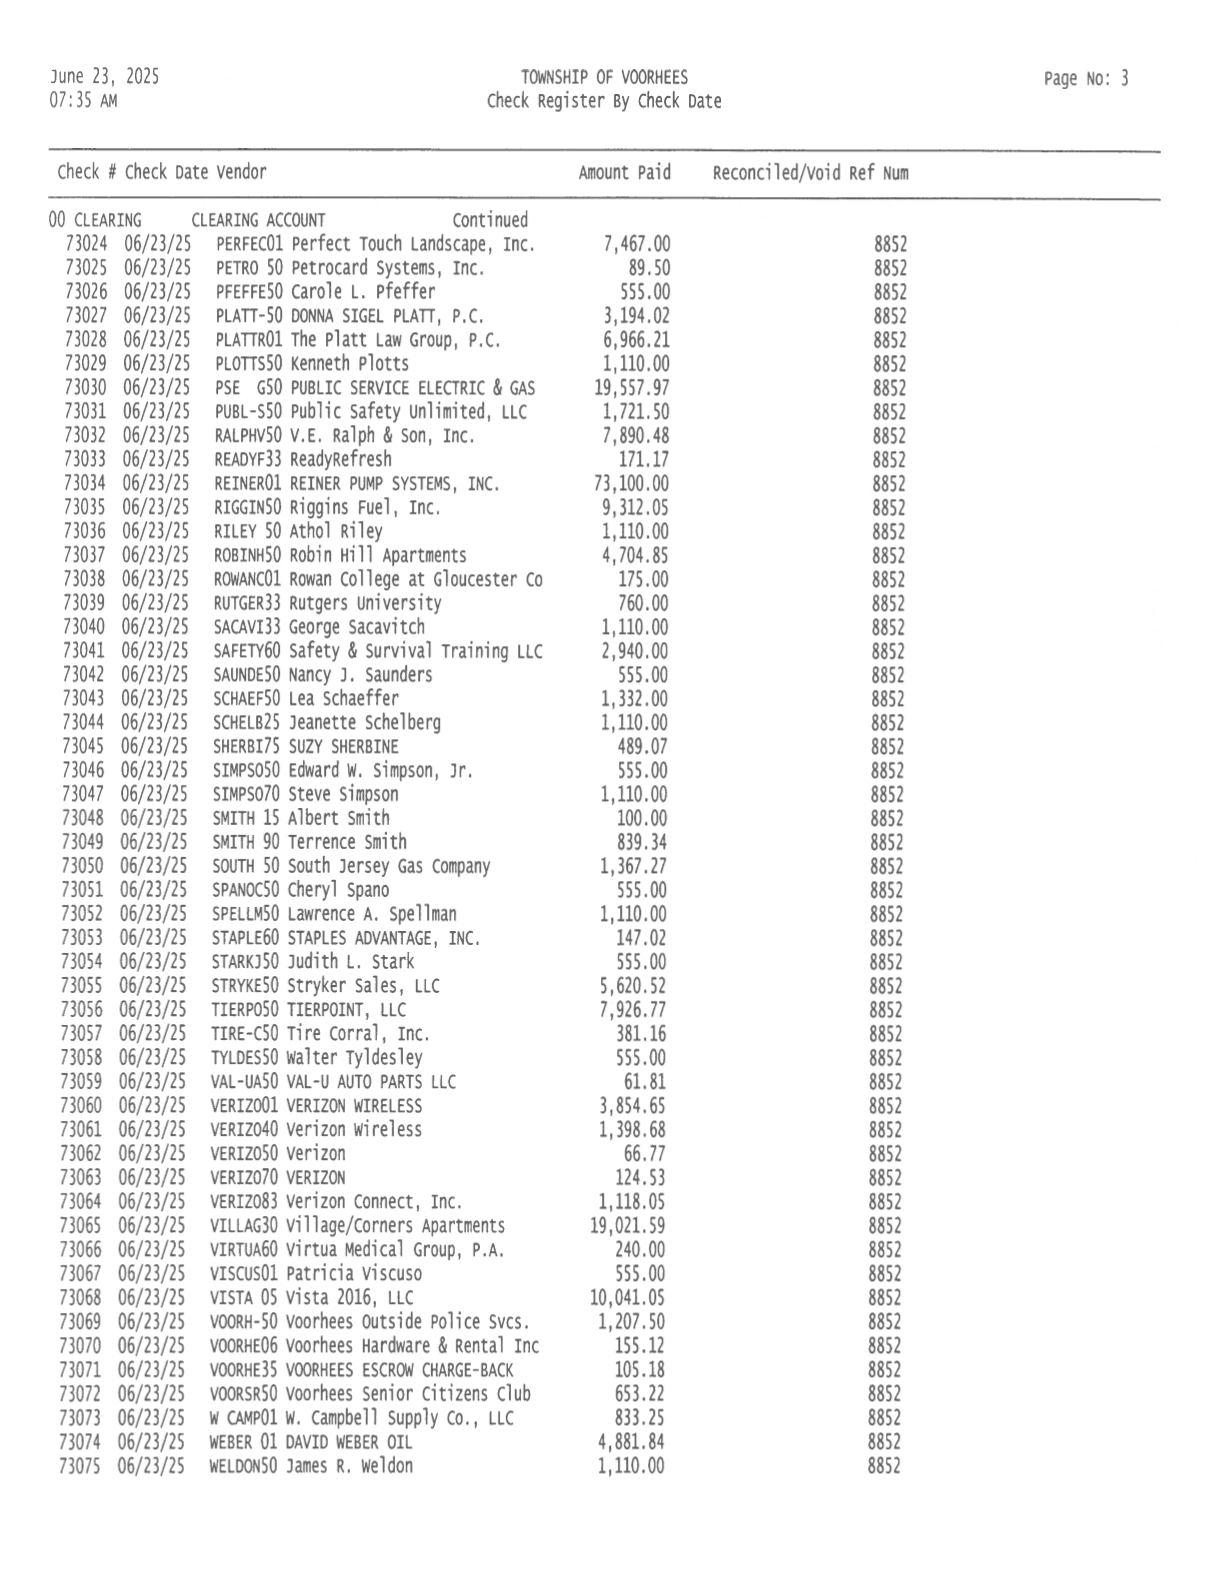 June 23, 2025 TOWNSHIP OF VOORHEES Page No: 3
07:35 AM Check Register By Check Date
Check # Check Date Vendor Amount Paid Reconciled/Void Ref Num
00 CLEARING CLEARING ACCOUNT Continued
73024 06/23/25 PERFEC01 Perfect Touch Landscape, Inc. 7,467.00 8852
73025 06/23/25 PETRO 50 Petrocard Systems, Inc. 89.50 8852
73026 06/23/25 PFEFFE50 Carole L. Pfeffer 555.00 8852
73027 06/23/25 PLATT-50 DONNA SIGEL PLATT, P.C. 3,194.02 8852
73028 06/23/25 PLATTR01 The Platt Law Group, P.C. 6,966.21 8852
73029 06/23/25 PLOTTS50 Kenneth Plotts 1,110.00 8852
73030 06/23/25 PSE G50 PUBLIC SERVICE ELECTRIC & GAS 19,557.97 8852
73031 06/23/25 PUBL-S50 Public Safety Unlimited, LLC 1,721.50 8852
73032 06/23/25 RALPHV50 V.E. Ralph & Son, Inc. 7,890.48 8852
73033 06/23/25 READYF33 ReadyRefresh 171.17 8852
73034 06/23/25 REINER01 REINER PUMP SYSTEMS, INC. 73,100.00 8852
73035 06/23/25 RIGGIN50 Riggins Fuel, Inc. 9,312.05 8852
73036 06/23/25 RILEY 50 Athol Riley 1,110.00 8852
73037 06/23/25 ROBINH50 Robin Hill Apartments 4,704.85 8852
73038 06/23/25 ROWANC01 Rowan College at Gloucester Co 175.00 8852
73039 06/23/25 RUTGER33 Rutgers University 760.00 8852
73040 06/23/25 SACAVI33 George Sacavitch 1,110.00 8852
73041 06/23/25 SAFETY60 Safety & Survival Training LLC 2,940.00 8852
73042 06/23/25 SAUNDE50 Nancy J. Saunders 555.00 8852
73043 06/23/25 SCHAEF50 Lea Schaeffer 1,332.00 8852
73044 06/23/25 SCHELB25 Jeanette Schelberg 1,110.00 8852
73045 06/23/25 SHERBI75 SUZY SHERBINE 489.07 8852
73046 06/23/25 SIMPSO50 Edward W. Simpson, Jr. 555.00 8852
73047 06/23/25 SIMPSO70 Steve Simpson 1,110.00 8852
73048 06/23/25 SMITH 15 Albert Smith 100.00 8852
73049 06/23/25 SMITH 90 Terrence Smith 839.34 8852
73050 06/23/25 SOUTH 50 South Jersey Gas Company 1,367.27 8852
73051 06/23/25 SPANOC50 Cheryl Spano 555.00 8852
73052 06/23/25 SPELLM50 Lawrence A. Spellman 1,110.00 8852
73053 06/23/25 STAPLE60 STAPLES ADVANTAGE, INC. 147.02 8852
73054 06/23/25 STARKJ50 Judith L. Stark 555.00 8852
73055 06/23/25 STRYKE50 Stryker Sales, LLC 5,620.52 8852
73056 06/23/25 TIERPO50 TIERPOINT, LLC 7,926.77 8852
73057 06/23/25 TIRE-C50 Tire Corral, Inc. 381.16 8852
73058 06/23/25 TYLDES50 Walter Tyldesley 555.00 8852
73059 06/23/25 VAL-UA50 VAL-U AUTO PARTS LLC 61.81 8852
73060 06/23/25 VERIZO01 VERIZON WIRELESS 3,854.65 8852
73061 06/23/25 VERIZO40 Verizon Wireless 1,398.68 8852
73062 06/23/25 VERIZO50 Verizon 66.77 8852
73063 06/23/25 VERIZO70 VERIZON 124.53 8852
73064 06/23/25 VERIZO83 Verizon Connect, Inc. 1,118.05 8852
73065 06/23/25 VILLAG30 Village/Corners Apartments 19,021.59 8852
73066 06/23/25 VIRTUA60 Virtua Medical Group, P.A. 240.00 8852
73067 06/23/25 VISCUS01 Patricia Viscuso 555.00 8852
73068 06/23/25 VISTA 05 Vista 2016, LLC 10,041.05 8852
73069 06/23/25 VOORH-50 Voorhees Outside Police Svcs. 1,207.50 8852
73070 06/23/25 VOORHE06 Voorhees Hardware & Rental Inc 155.12 8852
73071 06/23/25 VOORHE35 VOORHEES ESCROW CHARGE-BACK 105.18 8852
73072 06/23/25 VOORSR50 Voorhees Senior Citizens Club 653.22 8852
73073 06/23/25 W CAMP01 W. Campbell Supply Co., LLC 833.25 8852
73074 06/23/25 WEBER 01 DAVID WEBER OIL 4,881.84 8852
73075 06/23/25 WELDON50 James R. Weldon 1,110.00 8852